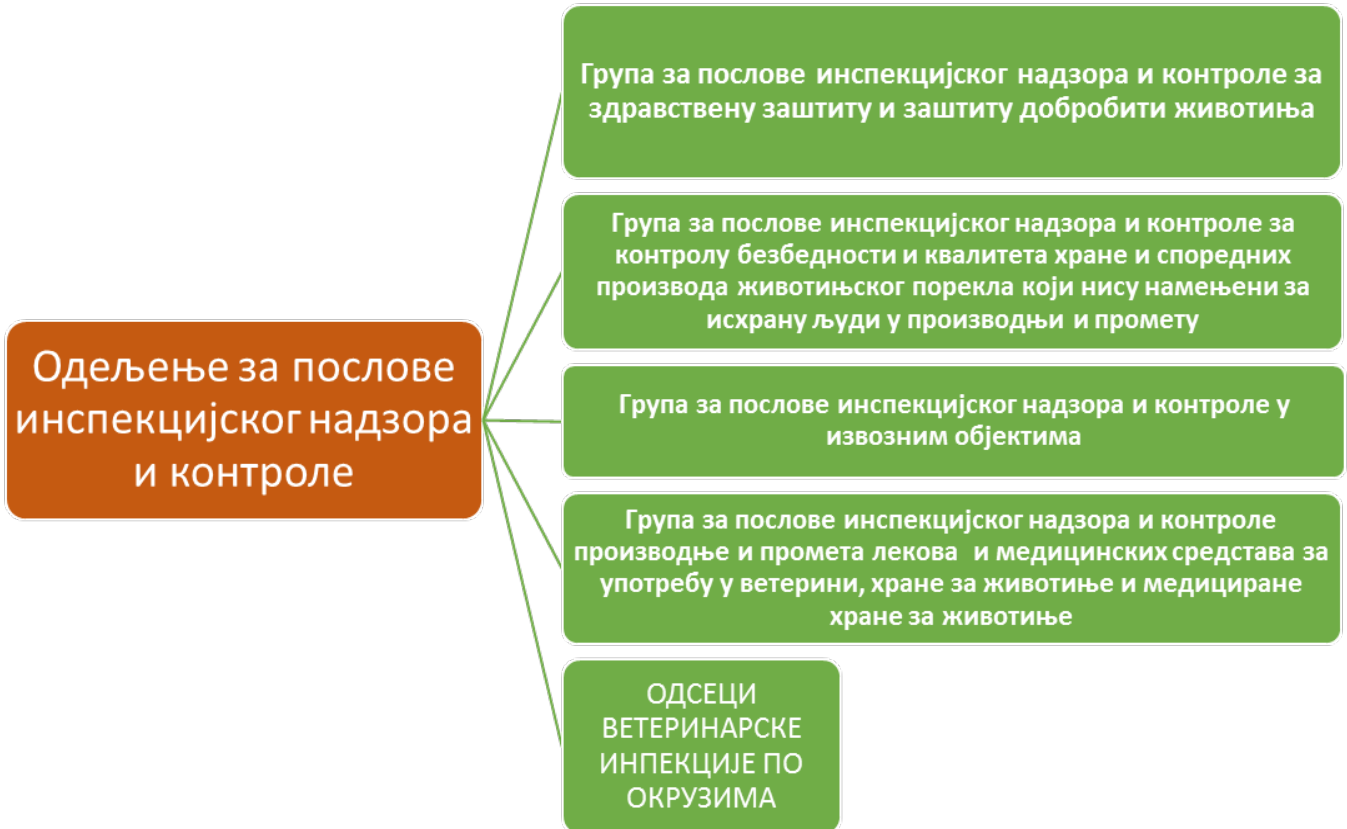 Одељење за послове
инспекцијског надзора
и контроле
Група за послове инспекцијског надзора и контроле за
здравствену заштиту и заштиту добробити животиња
Група за послове инспекцијског надзора и контроле за
контролу безбедности и квалитета хране и споредних
производа животињског порекла који нису намењени за
исхрану људи у производњи и промету
Група за послове инспекцијског надзора и контроле у
извозним објектима
Група за послове инспекцијског надзора и контроле
производње и промета лекова и медицинских средстава за
употребу у ветерини, хране за животиње и медициране
хране за животиње
ОДСЕЦИ
ВЕТЕРИНАРСКЕ
ИНПЕКЦИЈЕ ПО
ОКРУЗИМА